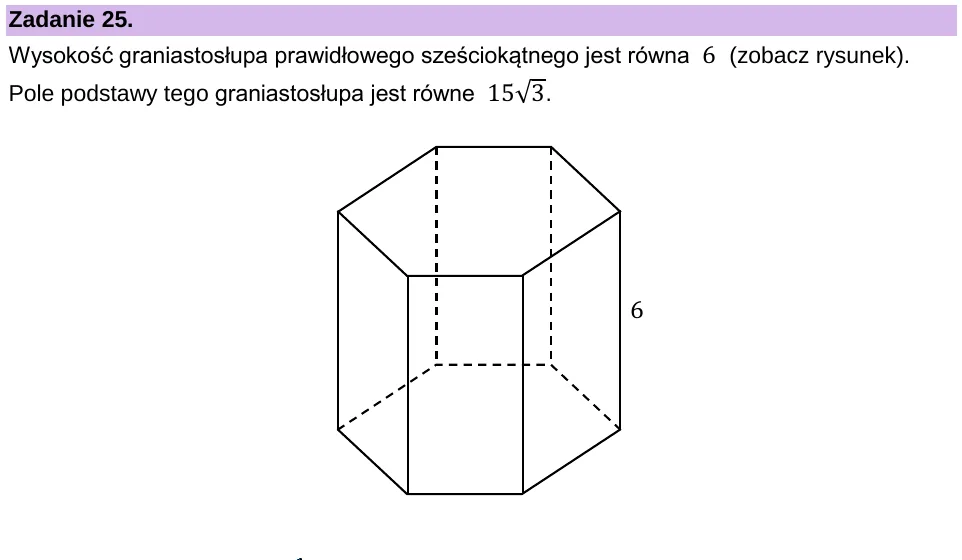 Zadanie 25.
Wysokość graniastosłupa prawidłowego sześciokątnego jest równa 6 (zobacz rysunek).
Pole podstawy tego graniastosłupa jest równe 15√3.
6